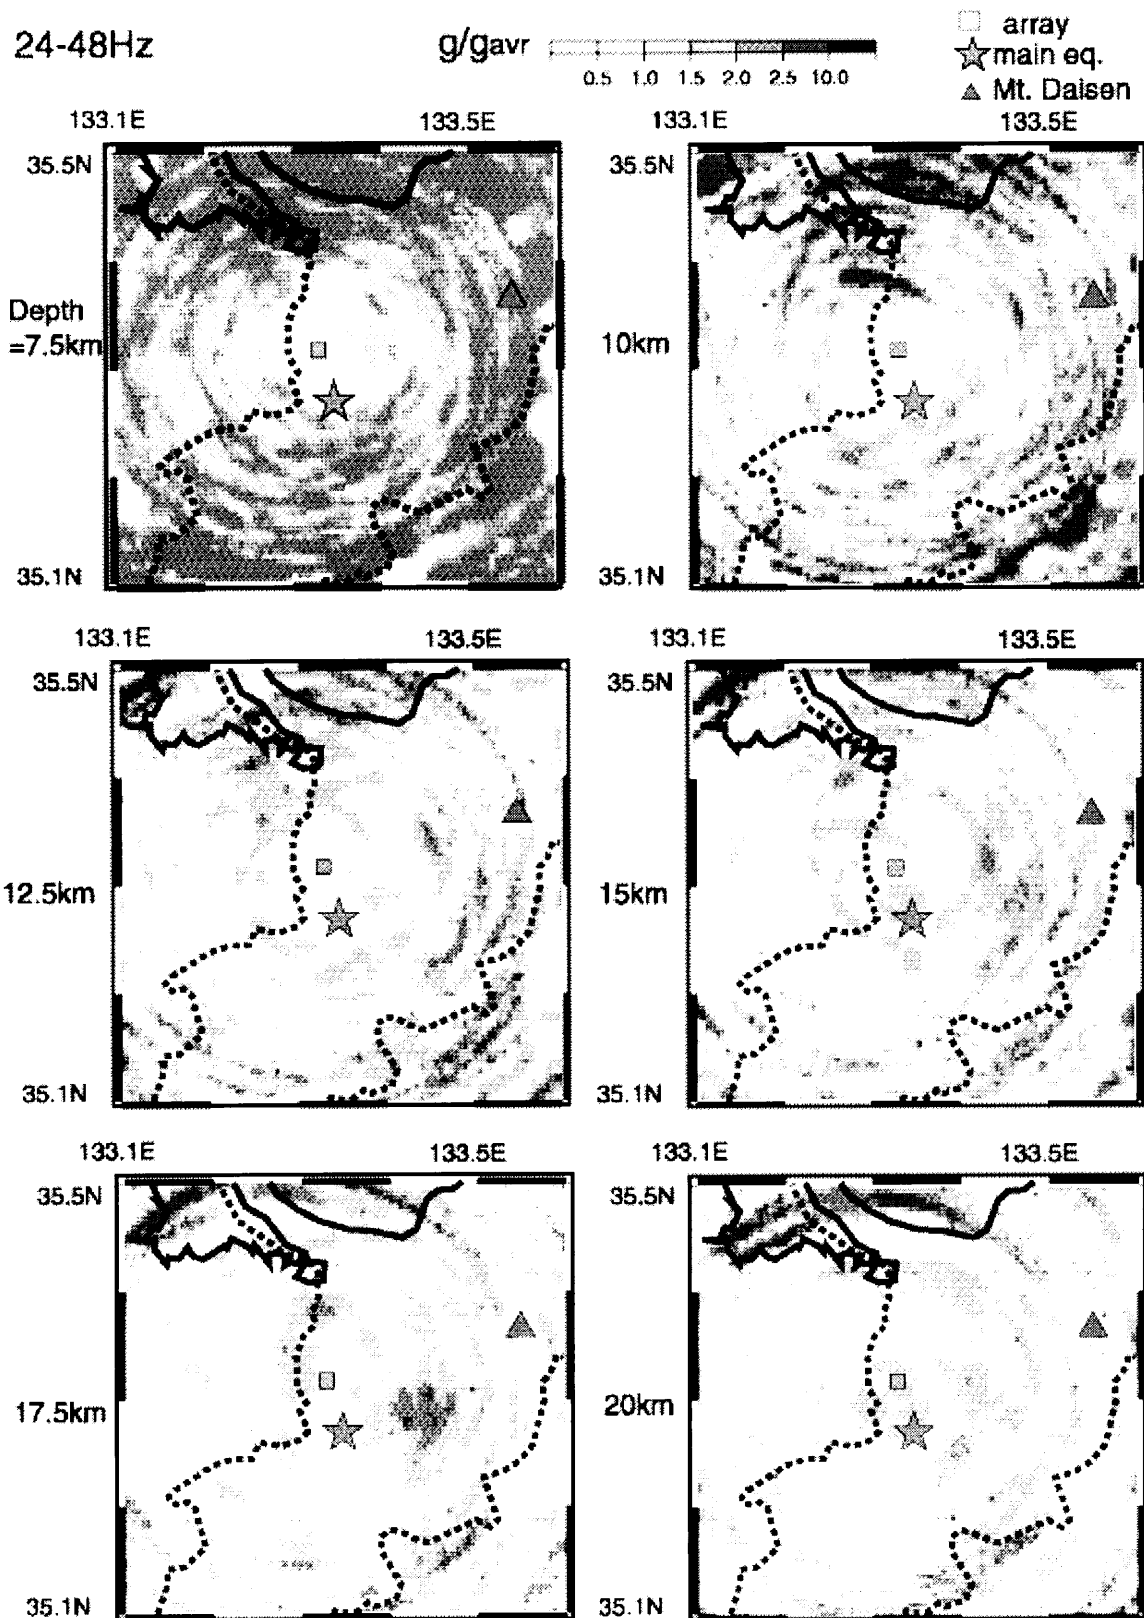 24-48Hz
g/gavr
0.5 1.0 1.5 2.0 2.5 10.0
array
main eq.
Mt. Daisen
133.1E 133.5E 133.1E 133.5E
35.5N 35.5N
Depth
=7.5km 10km
35.1N 35.1N
133.1E 133.5E 133.1E 133.5E
35.5N 35.5N
12.5km 15km
35.1N 35.1N
133.1E 133.5E 133.1E 133.5E
35.5N 35.5N
17.5km 20km
35.1N 35.1N